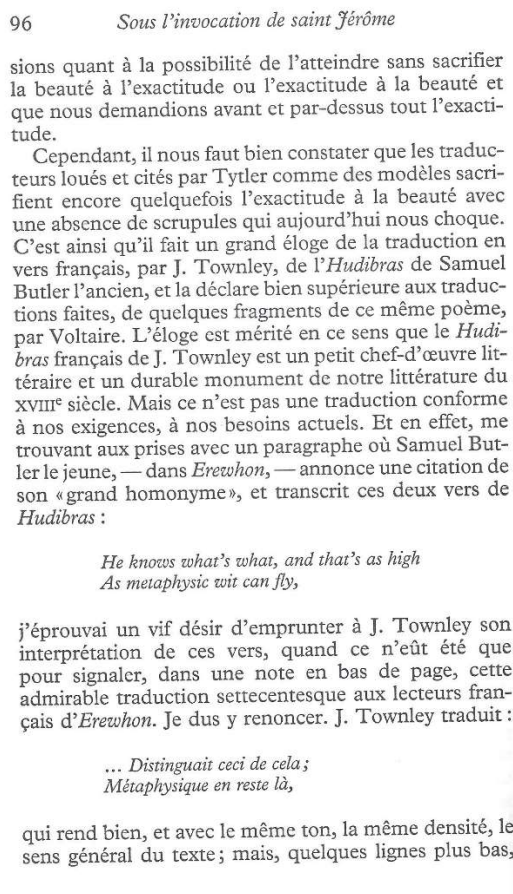 96 Sous l'invocation de saint Jérôme
sions quant à la possibilité de l'atteindre sans sacrifier
la beauté à l'exactitude ou l'exactitude à la beauté et
que nous demandions avant et par-dessus tout l'exacti-
tude.
Cependant, il nous faut bien constater que les traduc-
teurs loués et cités par Tytler comme des modèles sacri-
fient encore quelquefois l'exactitude à la beauté avec
une absence de scrupules qui aujourd'hui nous choque.
C'est ainsi qu'il fait un grand éloge de la traduction en
vers français, par J. Townley, de l'Hudibras de Samuel
Butler l'ancien, et la déclare bien supérieure aux traduc-
tions faites, de quelques fragments de ce même poème,
par Voltaire. L'éloge est mérité en ce sens que le Hudi-
bras français de J. Townley est un petit chef-d'œuvre lit-
téraire et un durable monument de notre littérature du
XVIIIe siècle. Mais ce n'est pas une traduction conforme
à nos exigences, à nos besoins actuels. Et en effet, me
trouvant aux prises avec un paragraphe où Samuel But-
ler le jeune, — dans Erewhon, — annonce une citation de
son «grand homonyme», et transcrit ces deux vers de
Hudibras :
He knows what's what, and that's as high
As metaphysic wit can fly,
j'éprouvai un vif désir d'emprunter à J. Townley son
interprétation de ces vers, quand ce n'eût été que
pour signaler, dans une note en bas de page, cette
admirable traduction settecentesque aux lecteurs fran-
çais d'Erewhon. Je dus y renoncer. J. Townley traduit :
... Distinguait ceci de cela ;
Métaphysique en reste là,
qui rend bien, et avec le même ton, la même densité, le
sens général du texte ; mais, quelques lignes plus bas,